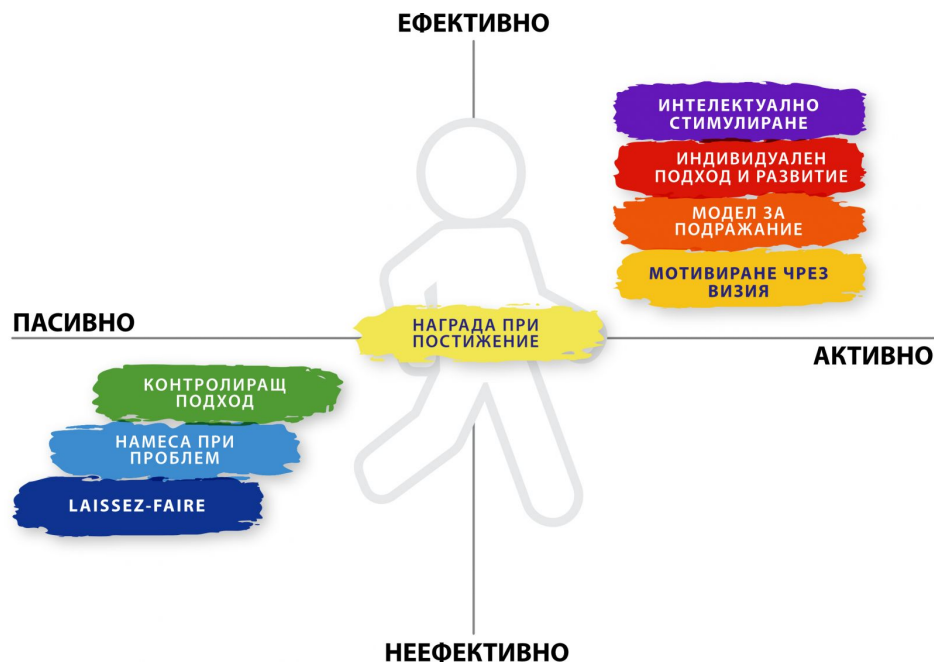 ЕФЕКТИВНО
ИНТЕЛЕКТУАЛНО
СТИМУЛИРАНЕ
ИНДИВИДУАЛЕН
ПОДХОД И РАЗВИТИЕ
МОДЕЛ ЗА
ПОДРАЖАНИЕ
МОТИВИРАНЕ ЧРЕЗ
ВИЗИЯ
ПАСИВНО
НАГРАДА ПРИ
ПОСТИЖЕНИЕ
АКТИВНО
КОНТРОЛИРАЩ
ПОДХОД
НАМЕСА ПРИ
ПРОБЛЕМ
LAISSEZ-FAIRE
НЕЕФЕКТИВНО